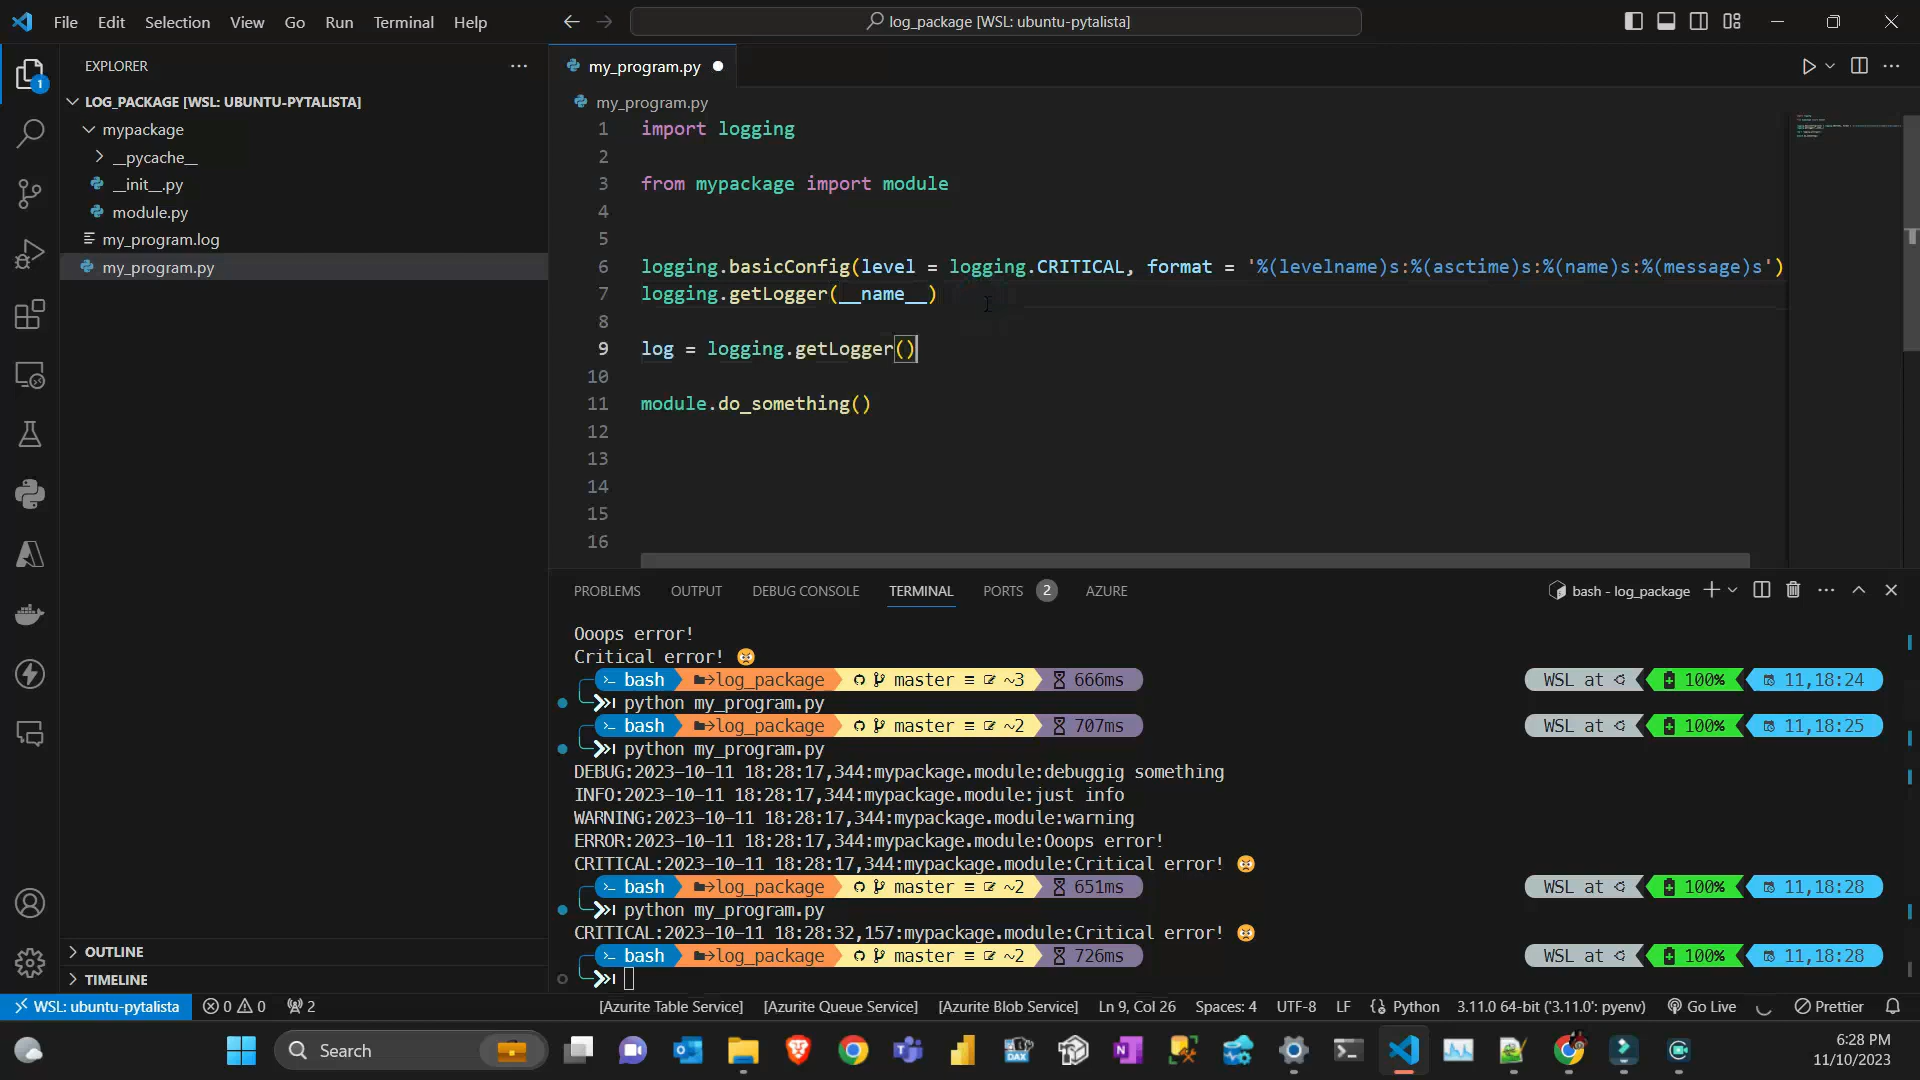 File Edit Selection View Go Run Terminal Help
log_package [WSL: ubuntu-pytalista]
EXPLORER
LOG_PACKAGE [WSL: UBUNTU-PYTALISTA]
mypackage
__pycache__
__init__.py
module.py
my_program.log
my_program.py
OUTLINE
TIMELINE
1
my_program.py
my_program.py
1 import logging
2
3 from mypackage import module
4
5
6 logging.basicConfig(level = logging.CRITICAL, format = '%(levelname)s:%(asctime)s:%(name)s:%(message)s')
7 logging.getLogger(__name__)
8
9 log = logging.getLogger()
10
11 module.do_something()
12
13
14
15
16
PROBLEMS OUTPUT DEBUG CONSOLE TERMINAL PORTS 2 AZURE
bash - log_package
Ooops error!
Critical error! 😡
bash log_package master ≡ ~3 666ms WSL at 100% 11,18:24
python my_program.py
bash log_package master ≡ ~2 707ms WSL at 100% 11,18:25
python my_program.py
DEBUG:2023-10-11 18:28:17,344:mypackage.module:debuggig something
INFO:2023-10-11 18:28:17,344:mypackage.module:just info
WARNING:2023-10-11 18:28:17,344:mypackage.module:warning
ERROR:2023-10-11 18:28:17,344:mypackage.module:Ooops error!
CRITICAL:2023-10-11 18:28:17,344:mypackage.module:Critical error! 😡
bash log_package master ≡ ~2 651ms WSL at 100% 11,18:28
python my_program.py
CRITICAL:2023-10-11 18:28:32,157:mypackage.module:Critical error! 😡
bash log_package master ≡ ~2 726ms WSL at 100% 11,18:28
WSL: ubuntu-pytalista 0 0 2 [Azurite Table Service] [Azurite Queue Service] [Azurite Blob Service] Ln 9, Col 26 Spaces: 4 UTF-8 LF Python 3.11.0 64-bit ('3.11.0': pyenv) Go Live Prettier
Search
DAX
6:28 PM
11/10/2023